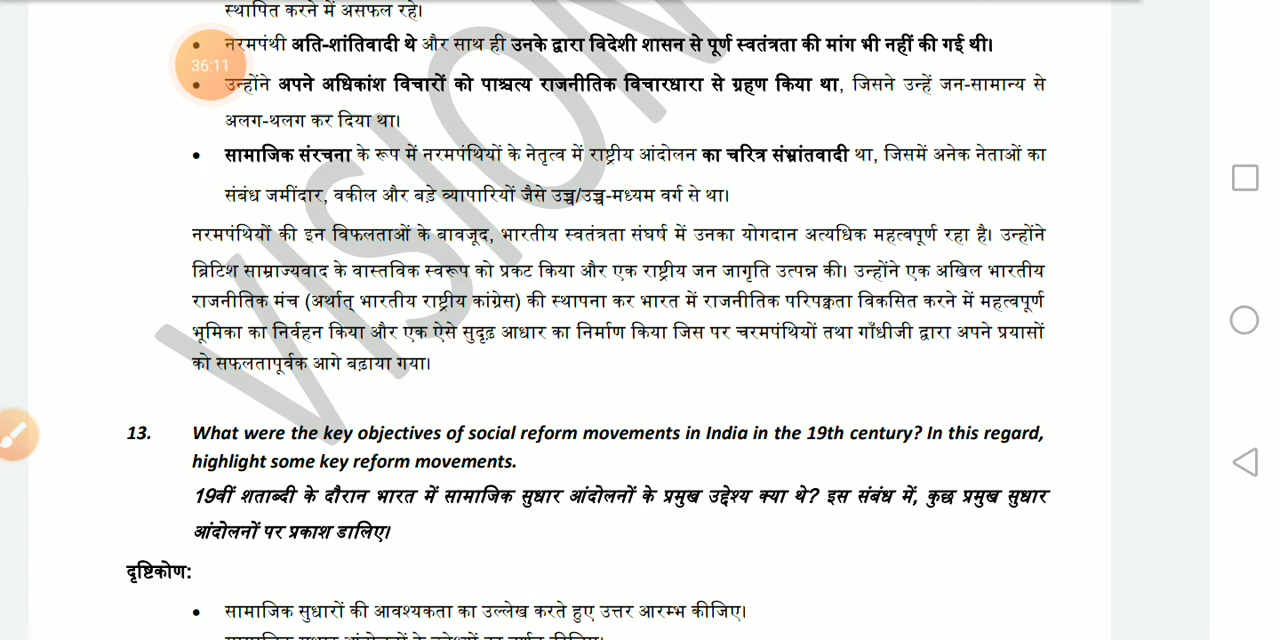 स्थापित करने में असफल रहे।
नरमपंथी अति-शांतिवादी थे और साथ ही उनके द्वारा विदेशी शासन से पूर्ण स्वतंत्रता की मांग भी नहीं की गई थी।
36:11
उन्होंने अपने अधिकांश विचारों को पाश्चत्य राजनीतिक विचारधारा से ग्रहण किया था, जिसने उन्हें जन-सामान्य से
अलग-थलग कर दिया था।
सामाजिक संरचना के रूप में नरमपंथियों के नेतृत्व में राष्ट्रीय आंदोलन का चरित्र संभ्रांतवादी था, जिसमें अनेक नेताओं का
संबंध जमींदार, वकील और बड़े व्यापारियों जैसे उच्च/उच्च-मध्यम वर्ग से था।
नरमपंथियों की इन विफलताओं के बावजूद, भारतीय स्वतंत्रता संघर्ष में उनका योगदान अत्यधिक महत्वपूर्ण रहा है। उन्होंने
ब्रिटिश साम्राज्यवाद के वास्तविक स्वरूप को प्रकट किया और एक राष्ट्रीय जन जागृति उत्पन्न की। उन्होंने एक अखिल भारतीय
राजनीतिक मंच (अर्थात् भारतीय राष्ट्रीय कांग्रेस) की स्थापना कर भारत में राजनीतिक परिपक्वता विकसित करने में महत्वपूर्ण
भूमिका का निर्वहन किया और एक ऐसे सुदृढ़ आधार का निर्माण किया जिस पर चरमपंथियों तथा गाँधीजी द्वारा अपने प्रयासों
को सफलतापूर्वक आगे बढ़ाया गया।
VISION
13. What were the key objectives of social reform movements in India in the 19th century? In this regard,
highlight some key reform movements.
19वीं शताब्दी के दौरान भारत में सामाजिक सुधार आंदोलनों के प्रमुख उद्देश्य क्या थे? इस संबंध में, कुछ प्रमुख सुधार
आंदोलनों पर प्रकाश डालिए।
दृष्टिकोण:
सामाजिक सुधारों की आवश्यकता का उल्लेख करते हुए उत्तर आरम्भ कीजिए।